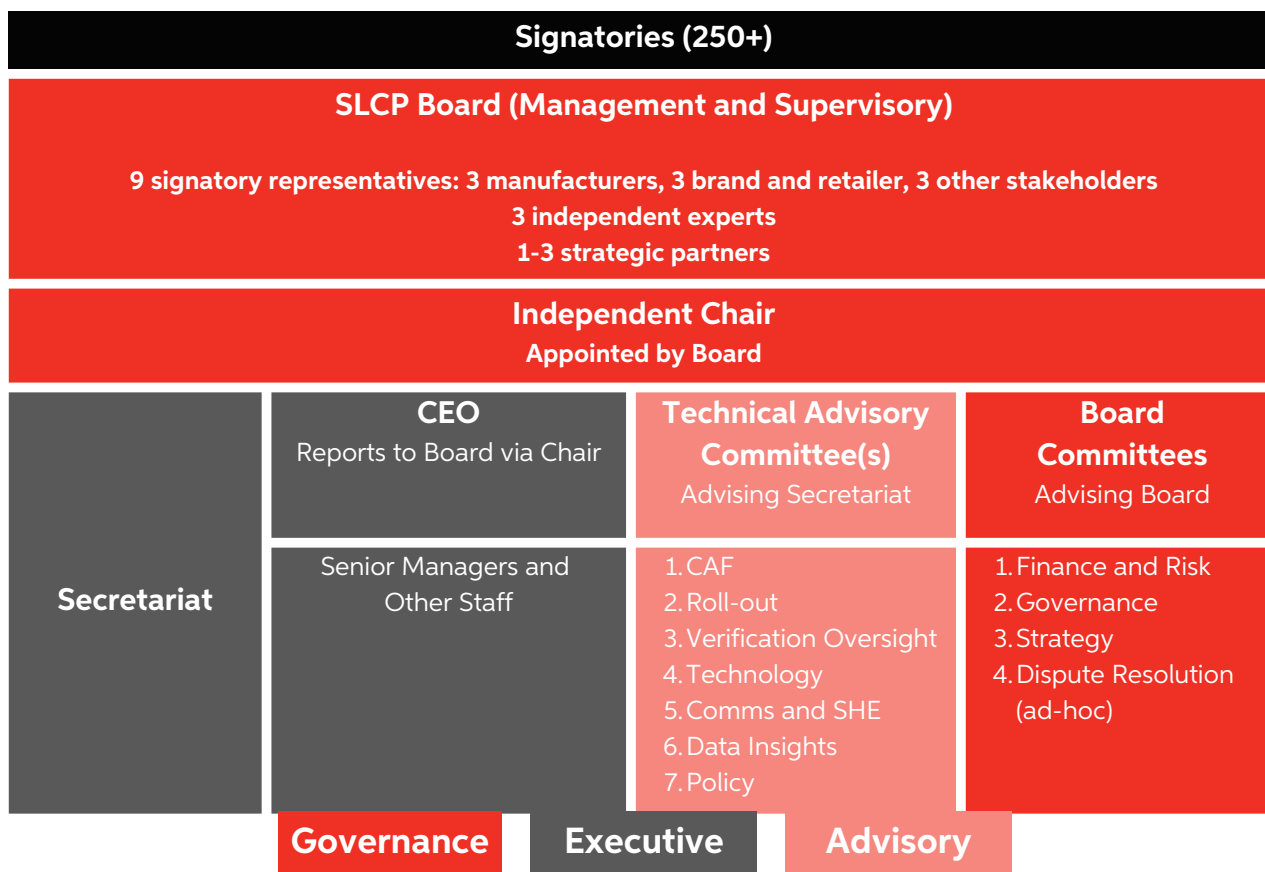 Signatories (250+)
SLCP Board (Management and Supervisory)
9 signatory representatives: 3 manufacturers, 3 brand and retailer, 3 other stakeholders
3 independent experts
1-3 strategic partners
Independent Chair
Appointed by Board
Secretariat
CEO
Reports to Board via Chair
Senior Managers and
Other Staff
Technical Advisory
Committee(s)
Advising Secretariat
1. CAF
2. Roll-out
3. Verification Oversight
4. Technology
5. Comms and SHE
6. Data Insights
7. Policy
Board
Committees
Advising Board
1. Finance and Risk
2. Governance
3. Strategy
4. Dispute Resolution
(ad-hoc)
Governance
Executive
Advisory